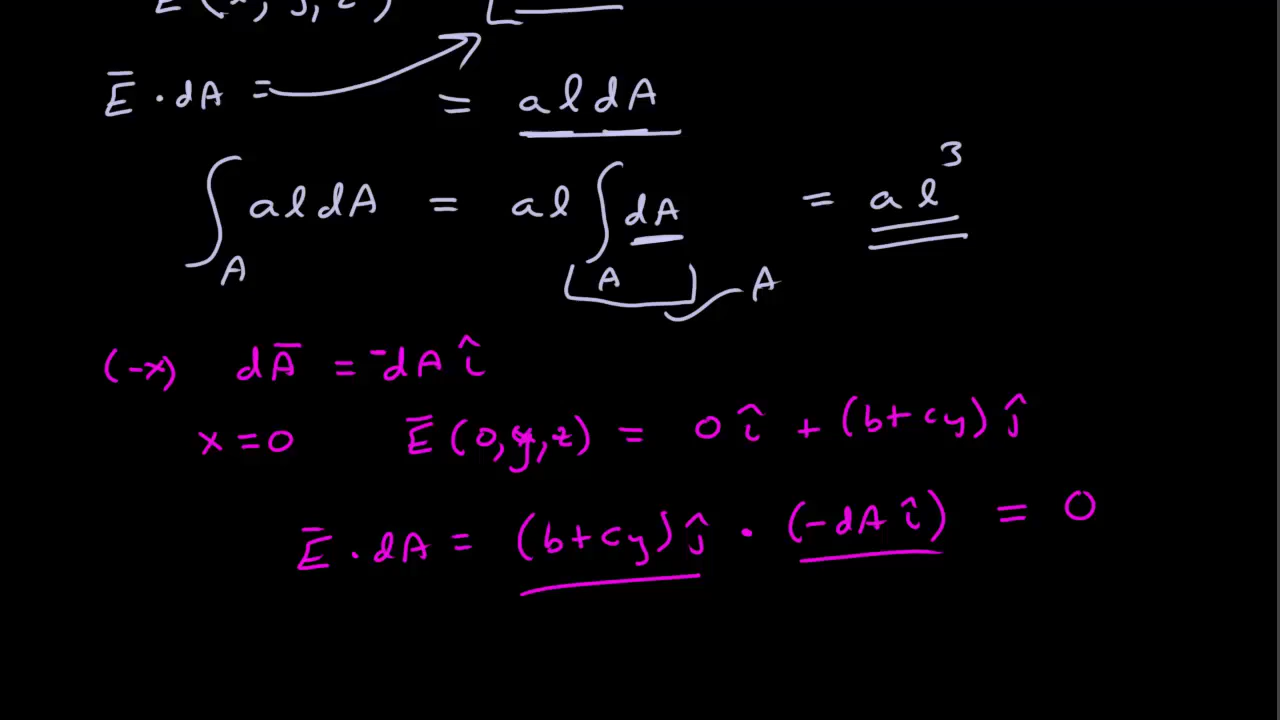 E (x, y, z)
Ē · dA = = a l dA
∫_A a l dA = a l ∫_A dA = a l³
A
(-x) dĀ = -dA î
x = 0 Ē (0, y, z) = 0 î + (b + cy) ĵ
Ē · dA = (b + cy) ĵ · (-dA î) = 0